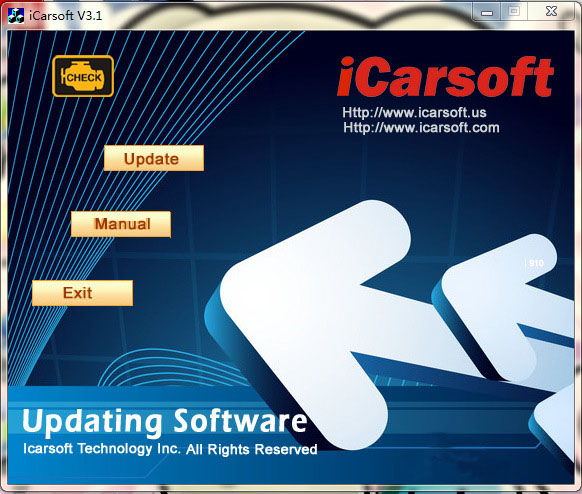 iCarsoft V3.1
CHECK
iCarsoft
Http://www.icarsoft.us
Http://www.icarsoft.com
Update
Manual
i 910
Exit
Updating Software
Icarsoft Technology Inc. All Rights Reserved